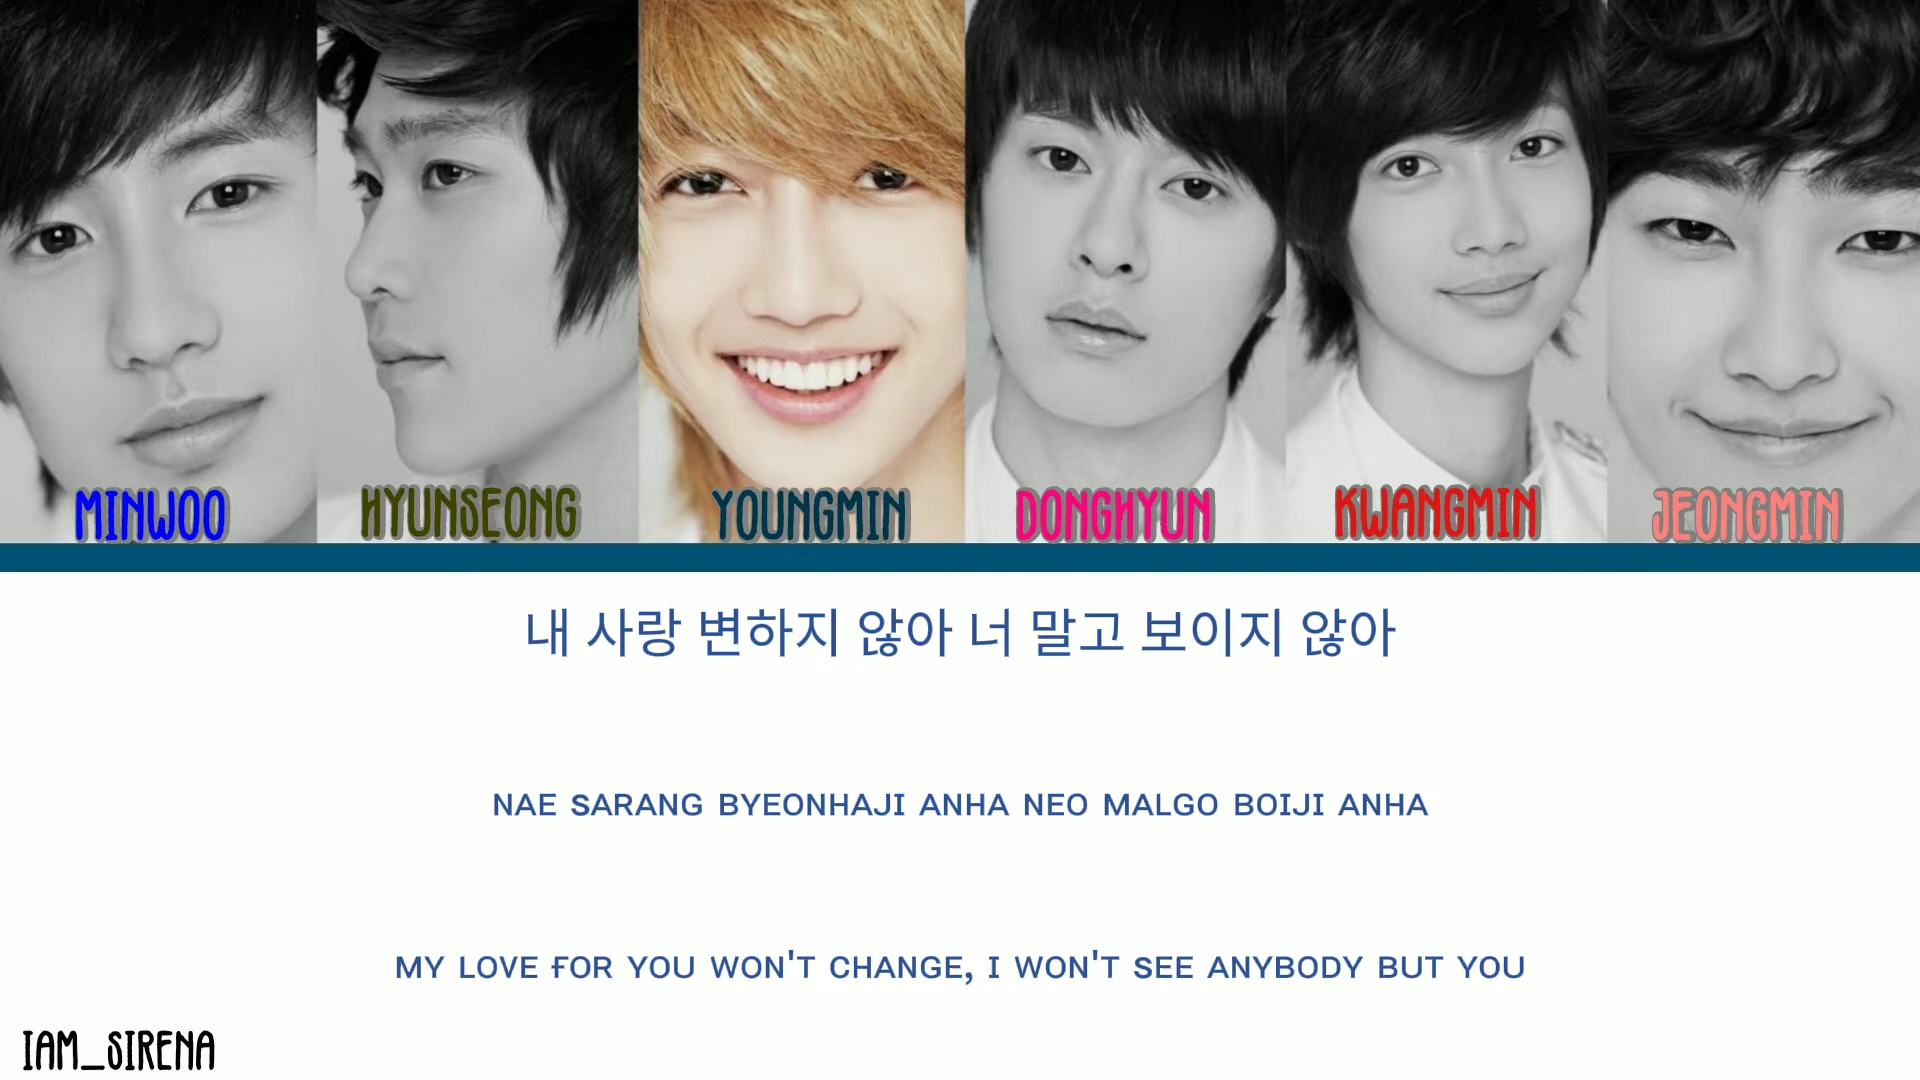 MINWOO HYUNSEONG YOUNGMIN DONGHYUN KWANGMIN JEONGMIN
내 사랑 변하지 않아 너 말고 보이지 않아
NAE SARANG BYEONHAJI ANHA NEO MALGO BOIJI ANHA
MY LOVE FOR YOU WON'T CHANGE, I WON'T SEE ANYBODY BUT YOU
IAM_SIRENA